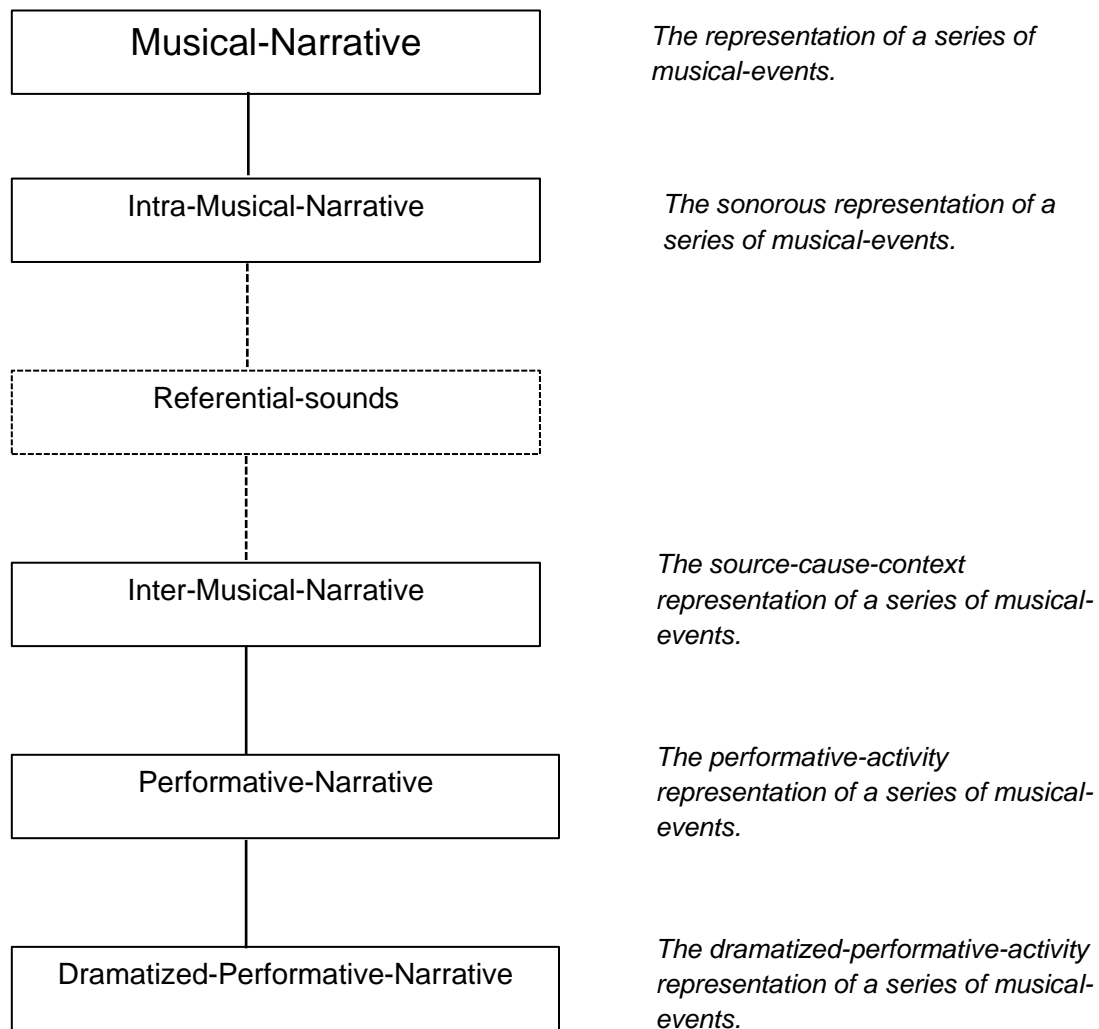 Musical-Narrative
The representation of a series of
musical-events.
Intra-Musical-Narrative
The sonorous representation of a
series of musical-events.
Referential-sounds
Inter-Musical-Narrative
The source-cause-context
representation of a series of musical-
events.
Performative-Narrative
The performative-activity
representation of a series of musical-
events.
Dramatized-Performative-Narrative
The dramatized-performative-activity
representation of a series of musical-
events.